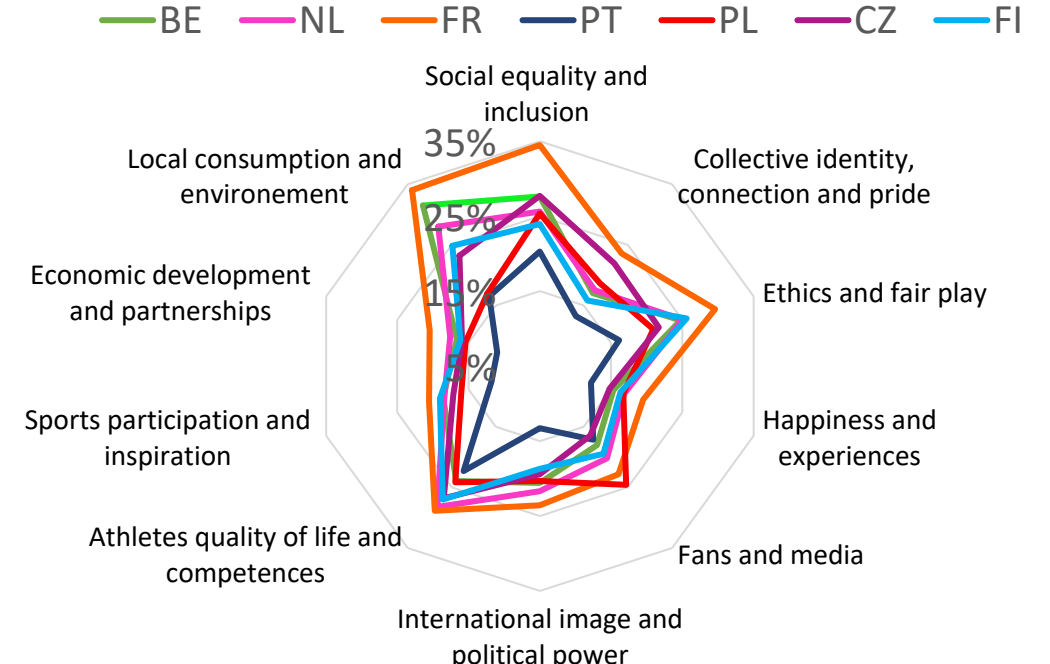 BE NL FR PT PL CZ FI
Social equality and
inclusion
35%
Local consumption and
environement
Collective identity,
connection and pride
25%
Economic development
and partnerships
15%
Ethics and fair play
5%
Sports participation and
inspiration
Happiness and
experiences
Athletes quality of life and
competences
Fans and media
International image and
political power